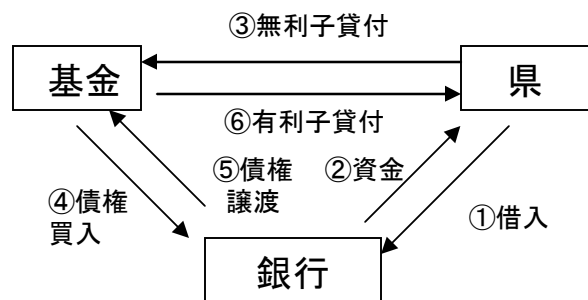 ③無利子貸付
基金
県
⑥有利子貸付
⑤債権
譲渡
②資金
④債権
買入
①借入
銀行